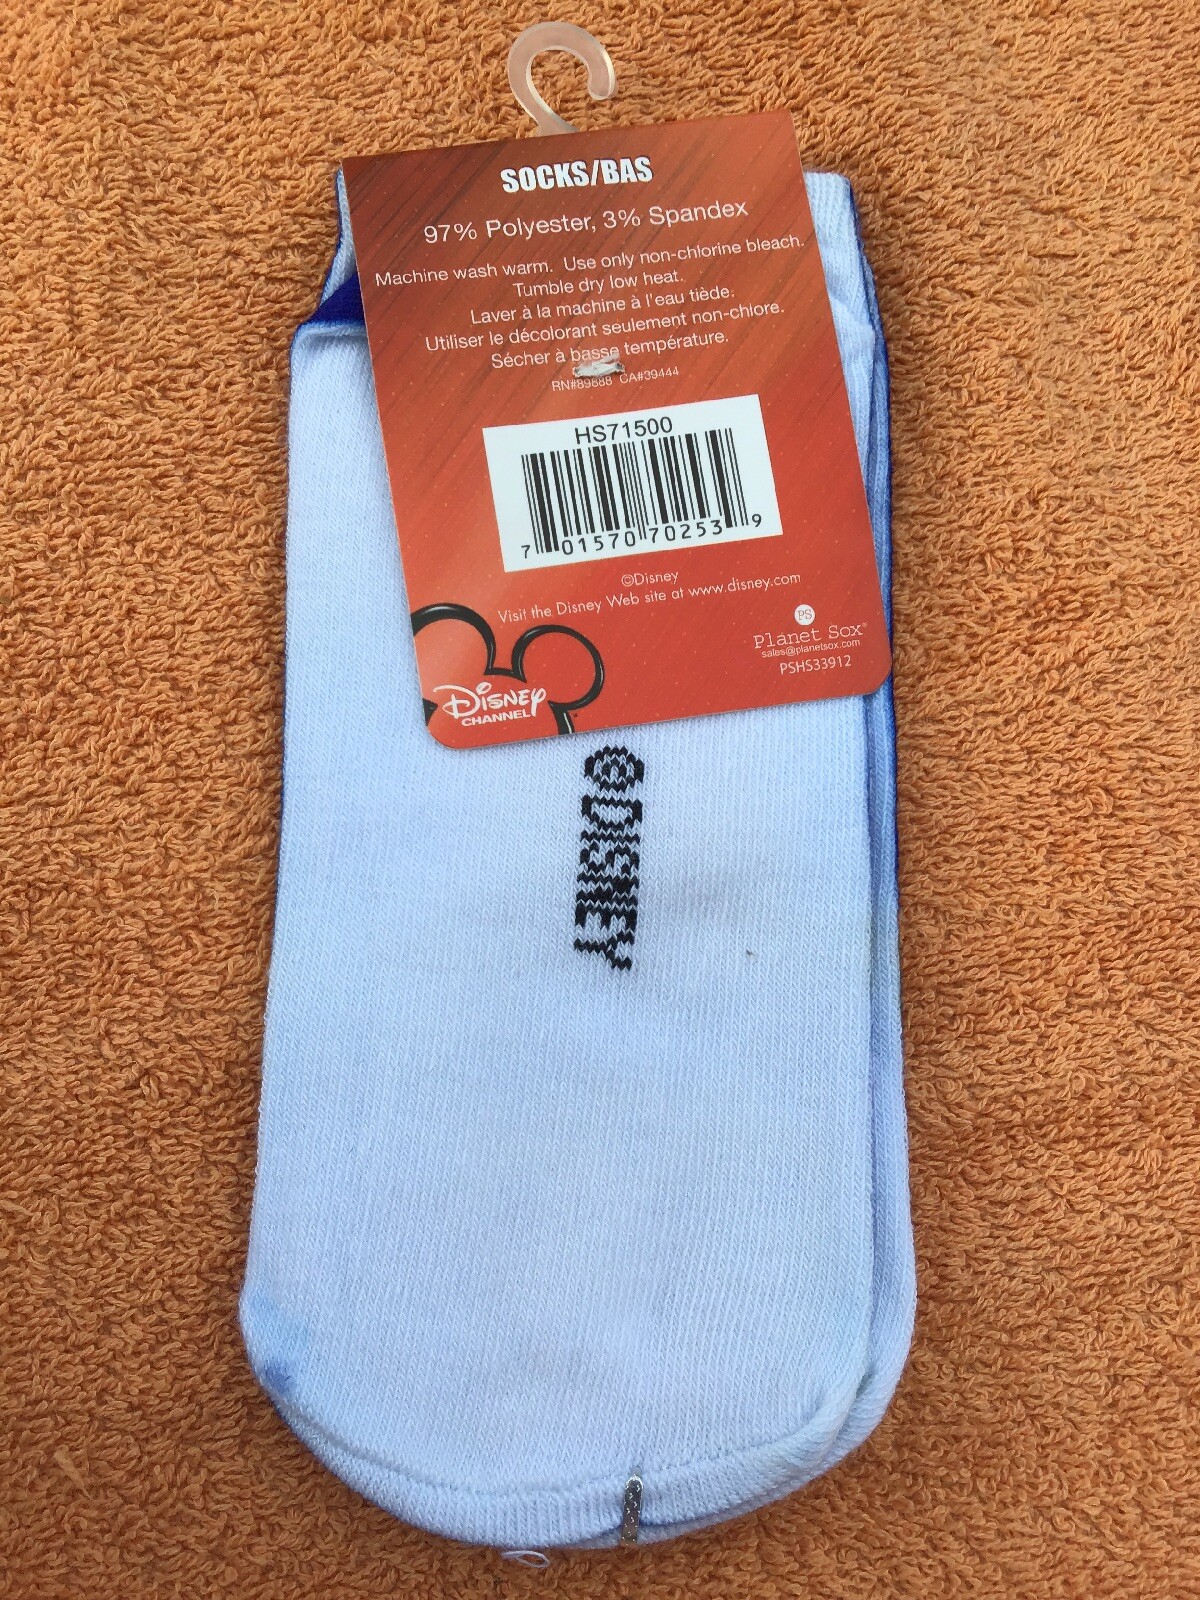 SOCKS/BAS
97% Polyester, 3% Spandex
Machine wash warm. Use only non-chlorine bleach.
Tumble dry low heat.
Laver à la machine à l'eau tiède.
Utiliser le décolorant seulement non-chlore.
Sécher à basse température.
RN#89888 CA#39444
HS71500
7 01570 70253 9
©Disney
Visit the Disney Web site at www.disney.com
PS
Planet Sox®
sales@planetsox.com
PSHS33912
Disney
CHANNEL
©DISNEY